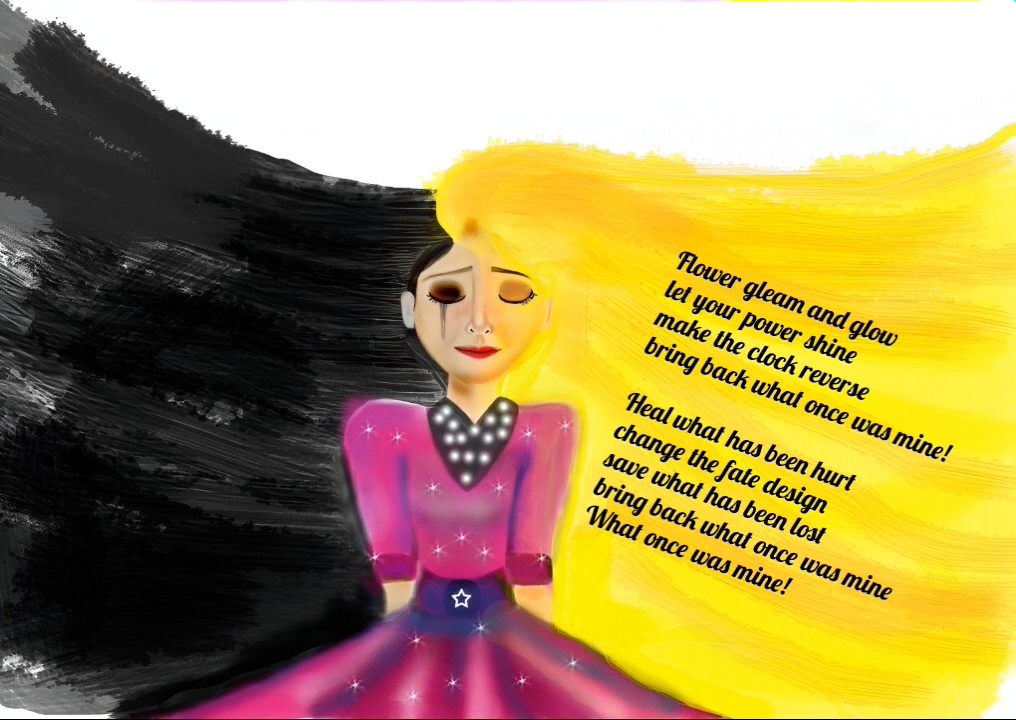 Flower gleam and glow
let your power shine
make the clock reverse
bring back what once was mine!
Heal what has been hurt
change the fate design
save what has been lost
bring back what once was mine
What once was mine!